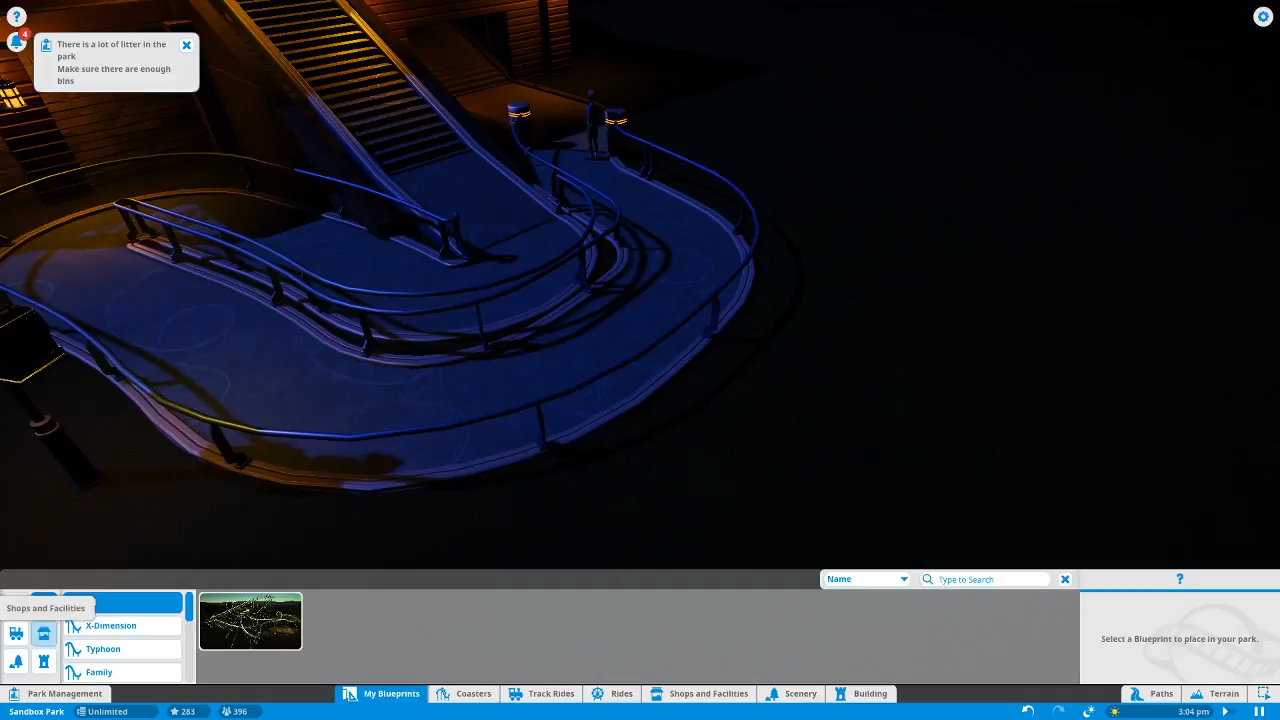 ?
4
There is a lot of litter in the
park
Make sure there are enough
bins
Name
Type to Search
?
Shops and Facilities
X-Dimension
Typhoon
Family
Select a Blueprint to place in your park.
Park Management
My Blueprints
Coasters
Track Rides
Rides
Shops and Facilities
Scenery
Building
Paths
Terrain
Sandbox Park
Unlimited
283
396
3:04 pm